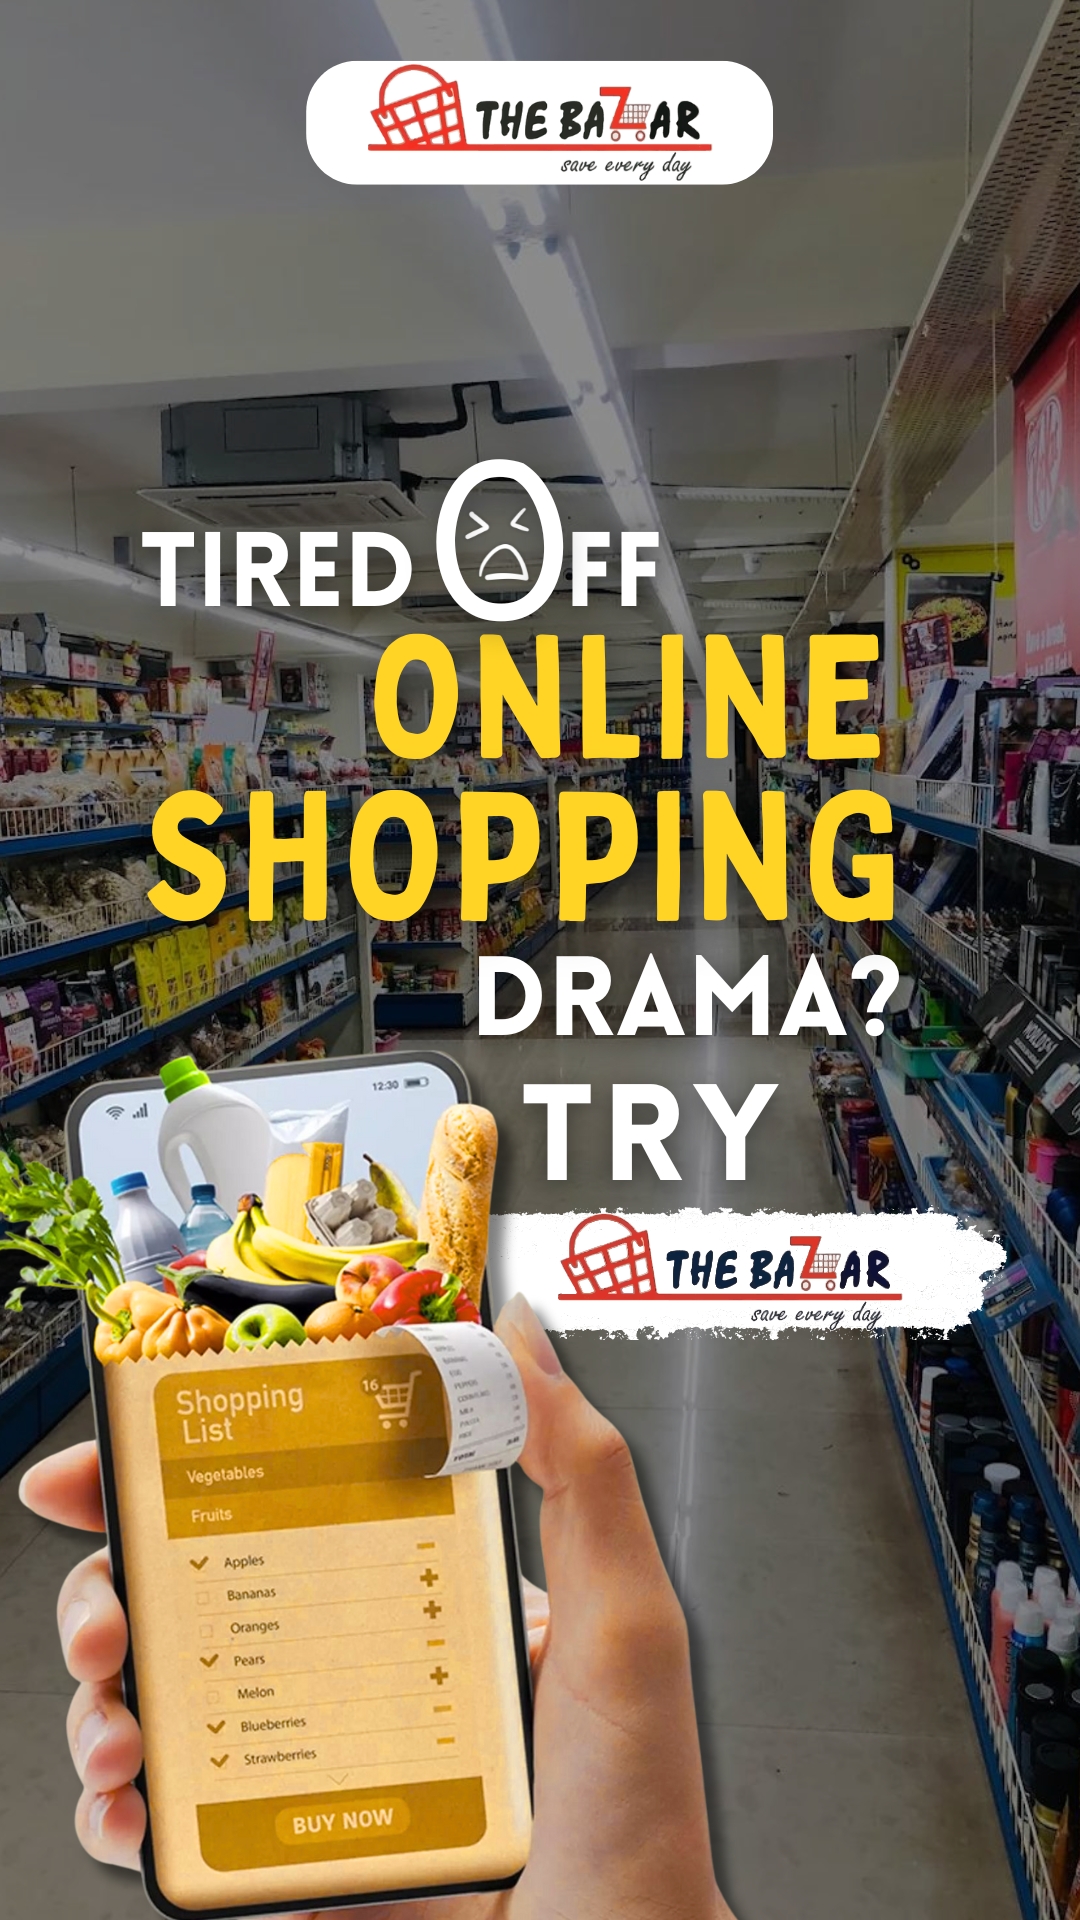 THE BAZAR
save every day
TIRED OFF
ONLINE
SHOPPING
DRAMA?
TRY
THE BAZAR
save every day
12:30
Shopping
List
16
Vegetables
Fruits
Apples
Bananas
Oranges
Pears
Melon
Blueberries
Strawberries
BUY NOW